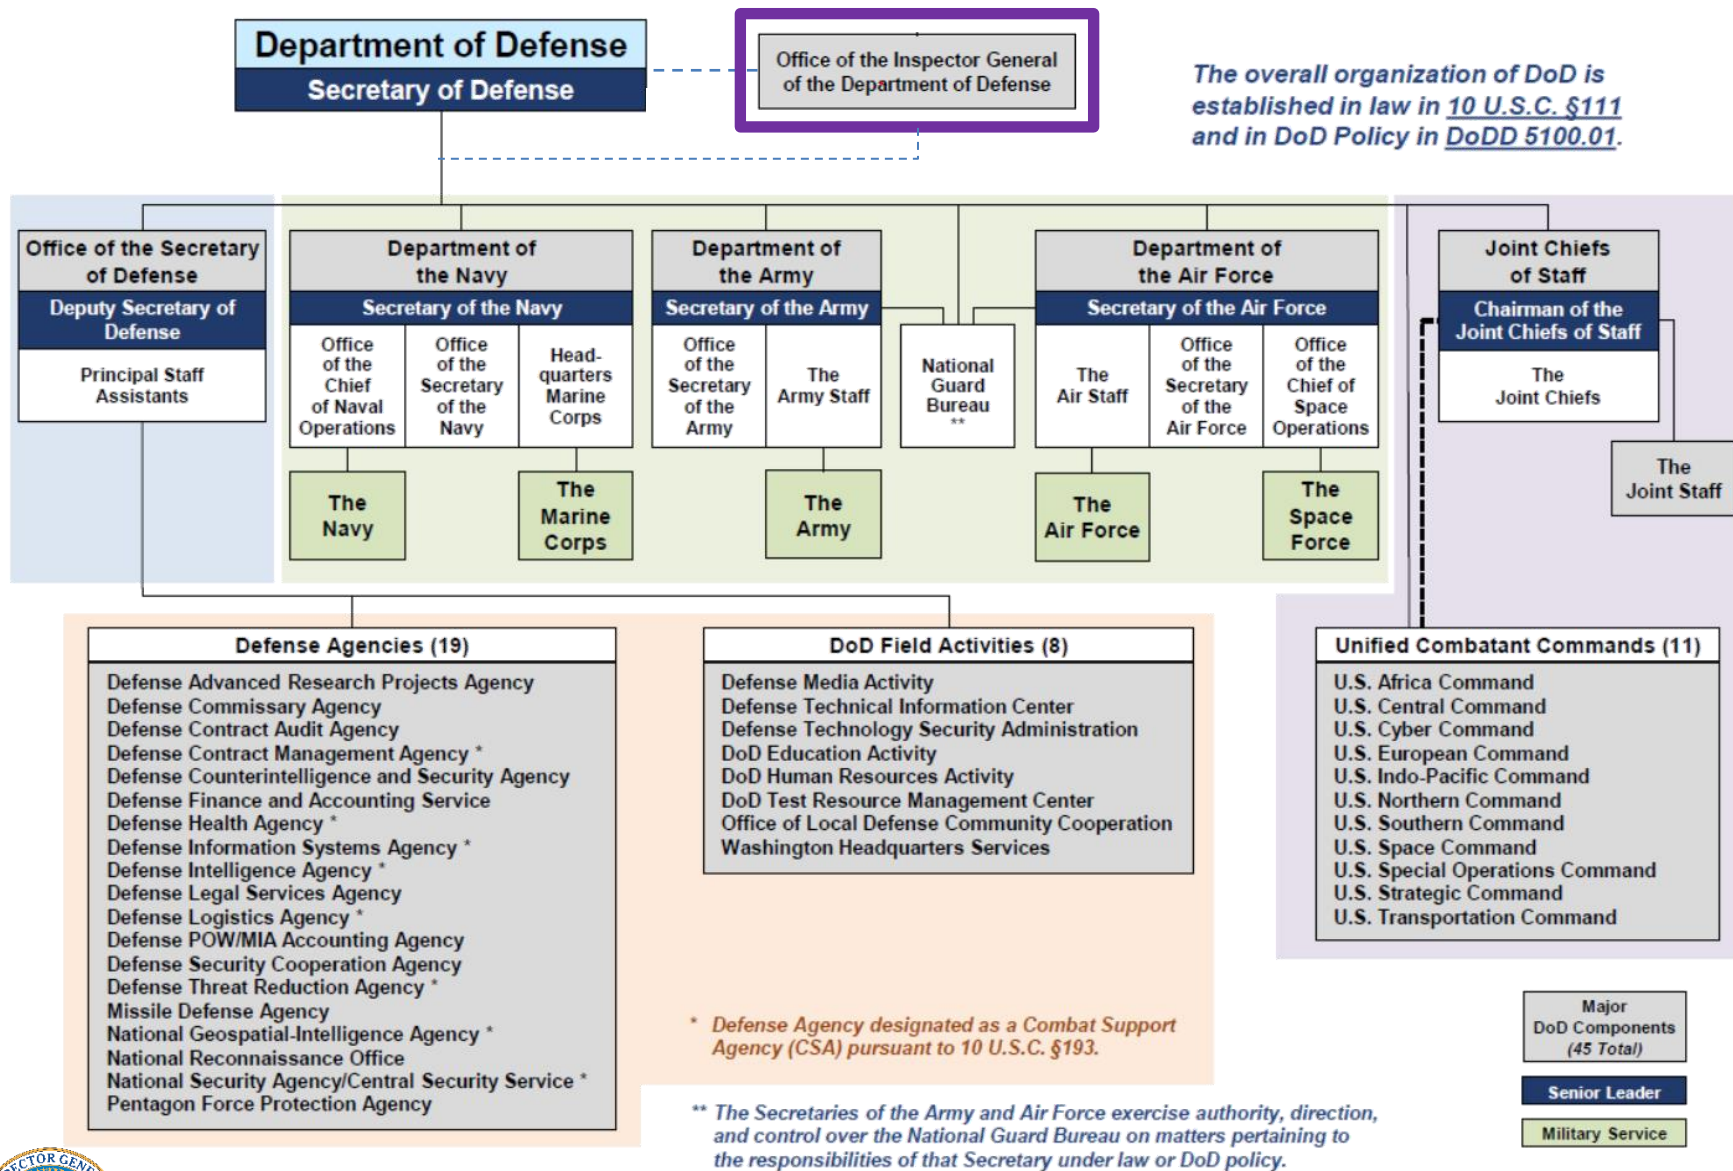 Department of Defense
Secretary of Defense
Office of the Inspector General
of the Department of Defense
The overall organization of DoD is
established in law in 10 U.S.C. §111
and in DoD Policy in DoDD 5100.01.
Office of the Secretary
of Defense
Deputy Secretary of
Defense
Principal Staff
Assistants
Department of
the Navy
Secretary of the Navy
Office
of the
Chief
of Naval
Operations
Office
of the
Secretary
of the
Navy
Head-
quarters
Marine
Corps
The
Navy
The
Marine
Corps
Department of
the Army
Secretary of the Army
Office
of the
Secretary
of the
Army
The
Army Staff
The
Army
National
Guard
Bureau
**
Department of
the Air Force
Secretary of the Air Force
The
Air Staff
Office
of the
Secretary
of the
Air Force
Office
of the
Chief of
Space
Operations
The
Air Force
The
Space
Force
Joint Chiefs
of Staff
Chairman of the
Joint Chiefs of Staff
The
Joint Chiefs
The
Joint Staff
Defense Agencies (19)
Defense Advanced Research Projects Agency
Defense Commissary Agency
Defense Contract Audit Agency
Defense Contract Management Agency *
Defense Counterintelligence and Security Agency
Defense Finance and Accounting Service
Defense Health Agency *
Defense Information Systems Agency *
Defense Intelligence Agency *
Defense Legal Services Agency
Defense Logistics Agency *
Defense POW/MIA Accounting Agency
Defense Security Cooperation Agency
Defense Threat Reduction Agency *
Missile Defense Agency
National Geospatial-Intelligence Agency *
National Reconnaissance Office
National Security Agency/Central Security Service *
Pentagon Force Protection Agency
DoD Field Activities (8)
Defense Media Activity
Defense Technical Information Center
Defense Technology Security Administration
DoD Education Activity
DoD Human Resources Activity
DoD Test Resource Management Center
Office of Local Defense Community Cooperation
Washington Headquarters Services
Unified Combatant Commands (11)
U.S. Africa Command
U.S. Central Command
U.S. Cyber Command
U.S. European Command
U.S. Indo-Pacific Command
U.S. Northern Command
U.S. Southern Command
U.S. Space Command
U.S. Special Operations Command
U.S. Strategic Command
U.S. Transportation Command
* Defense Agency designated as a Combat Support
Agency (CSA) pursuant to 10 U.S.C. §193.
** The Secretaries of the Army and Air Force exercise authority, direction,
and control over the National Guard Bureau on matters pertaining to
the responsibilities of that Secretary under law or DoD policy.
Major
DoD Components
(45 Total)
Senior Leader
Military Service